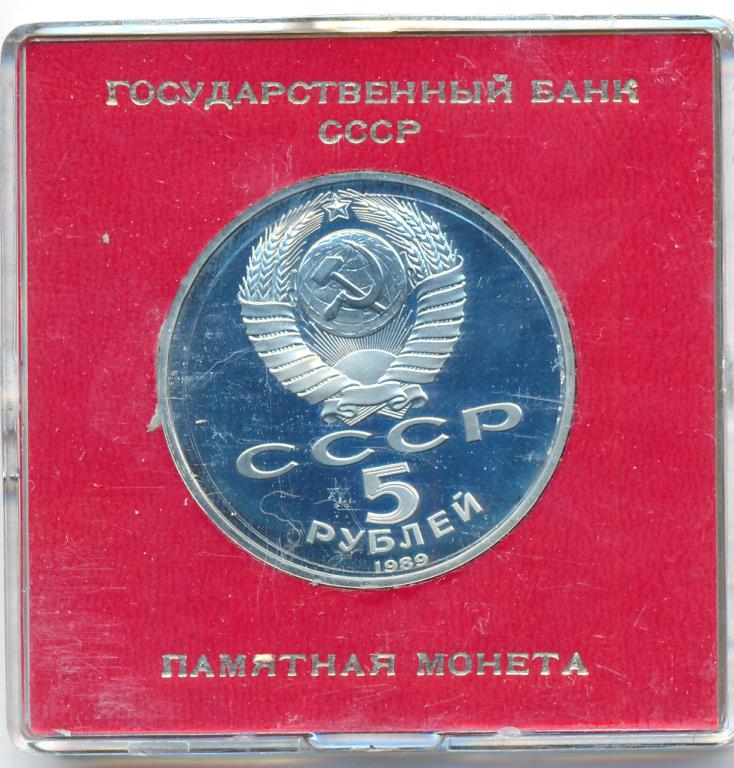 ГОСУДАРСТВЕННЫЙ БАНК
СССР
СССР
5
РУБЛЕЙ
1989
ПАМЯТНАЯ МОНЕТА